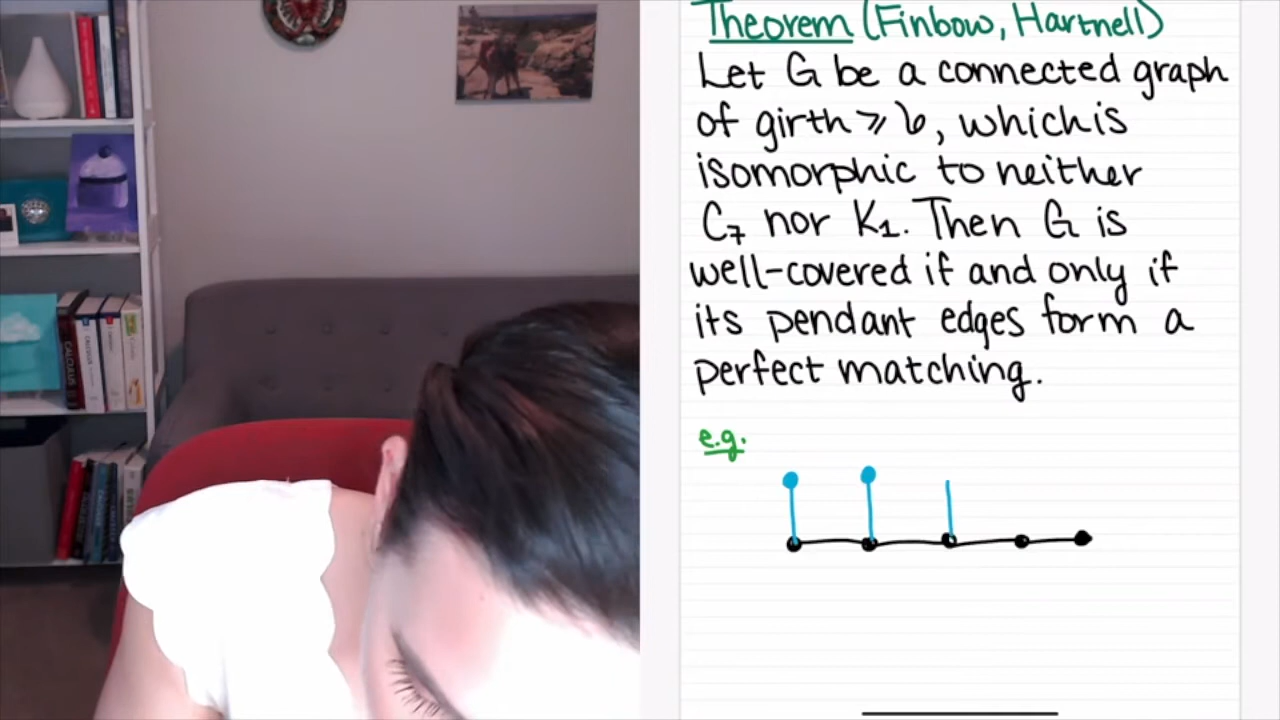 Theorem (Finbow, Hartnell)
Let G be a connected graph
of girth ⩾ 6, which is
isomorphic to neither
C₇ nor K₁. Then G is
well-covered if and only if
its pendant edges form a
perfect matching.
e.g.
CALCULUS